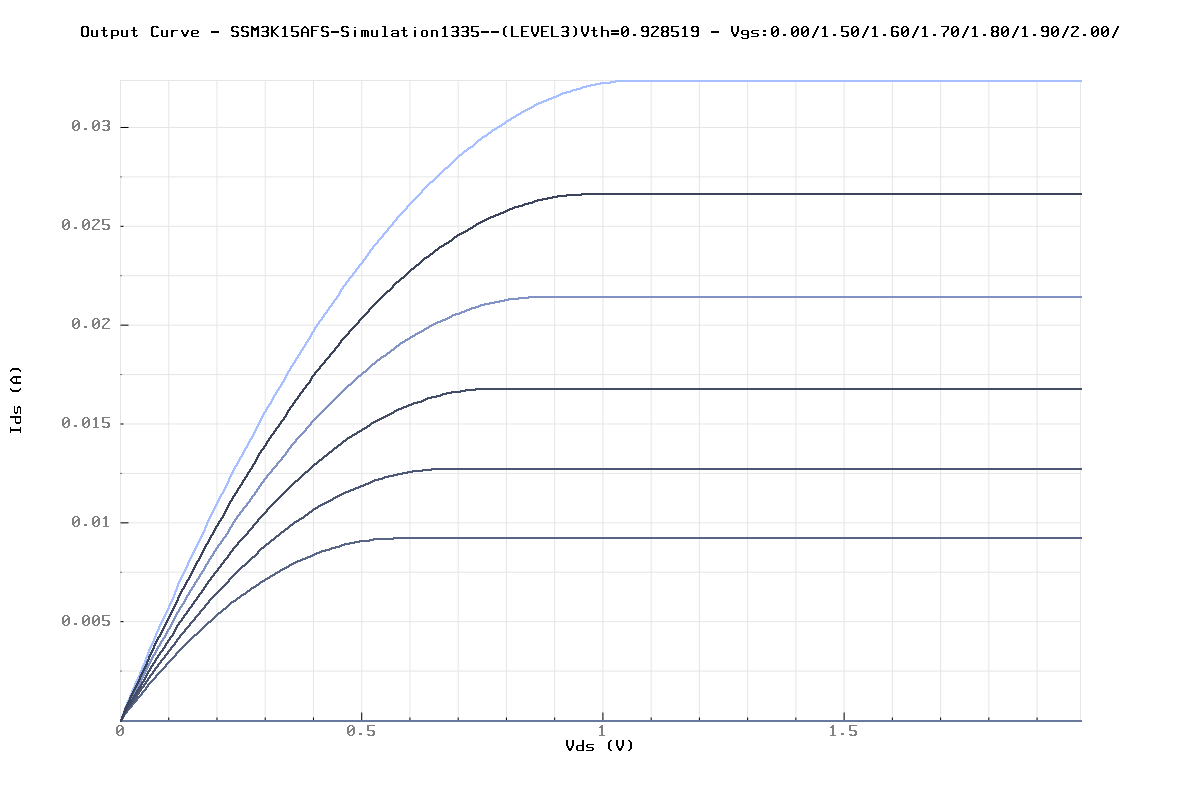 Output Curve - SSM3K15AFS-Simulation1335--(LEVEL3)Vth=0.928519 - Vgs:0.00/1.50/1.60/1.70/1.80/1.90/2.00/
0.03
0.025
0.02
Ids (A)
0.015
0.01
0.005
0 0.5 1 1.5
Vds (V)